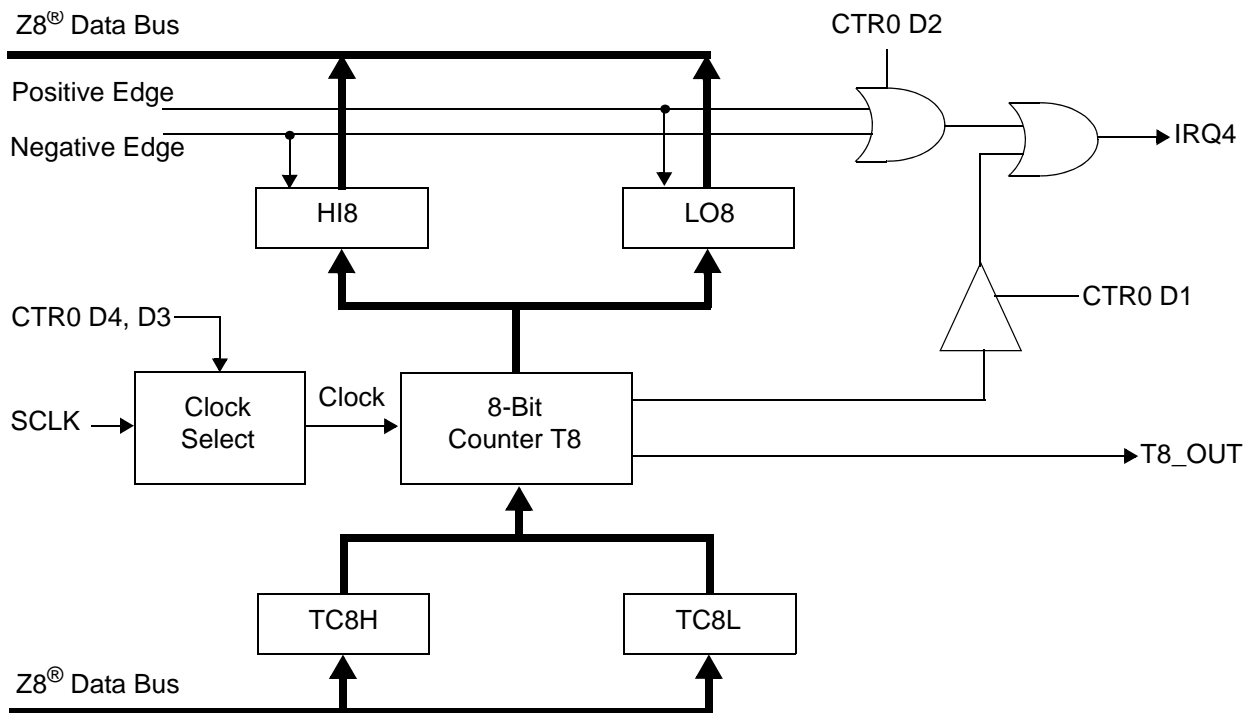 Z8® Data Bus
CTR0 D2
Positive Edge
Negative Edge
IRQ4
HI8
LO8
CTR0 D4, D3
CTR0 D1
SCLK
Clock
Select
Clock
8-Bit
Counter T8
T8_OUT
TC8H
TC8L
Z8® Data Bus